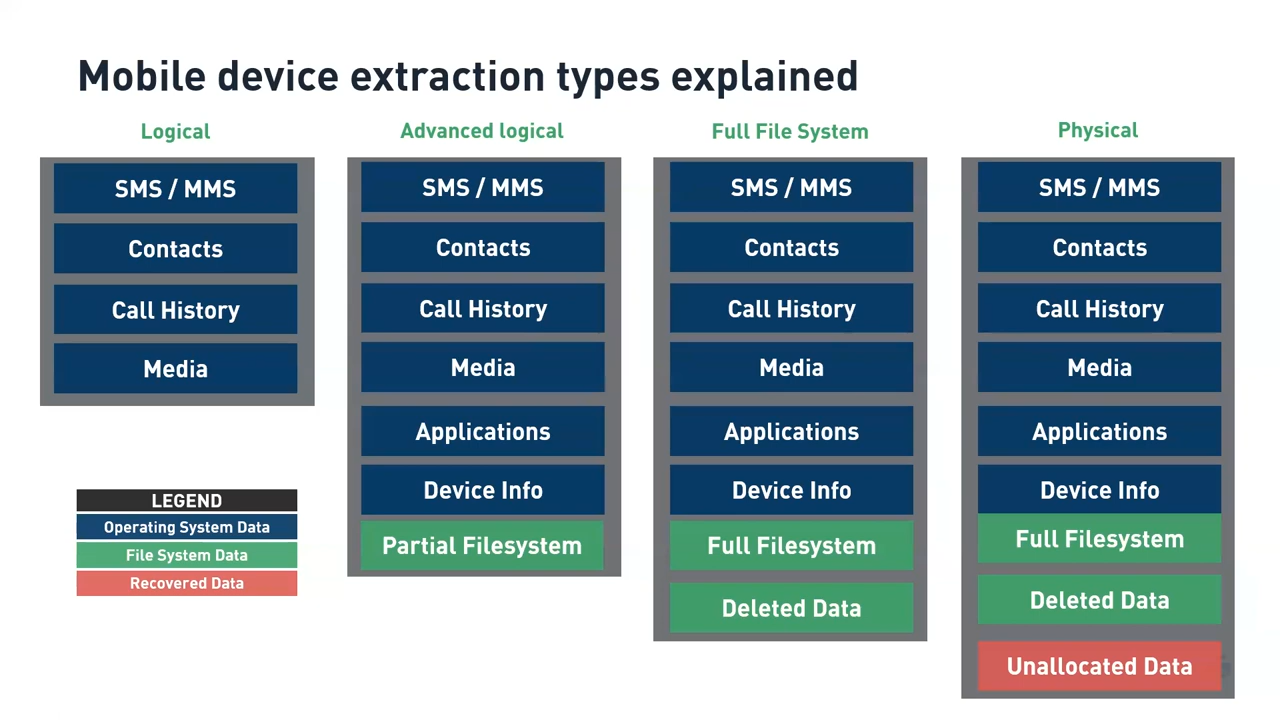 Mobile device extraction types explained
Logical
SMS / MMS
Contacts
Call History
Media
Advanced logical
SMS / MMS
Contacts
Call History
Media
Applications
Device Info
Partial Filesystem
Full File System
SMS / MMS
Contacts
Call History
Media
Applications
Device Info
Full Filesystem
Deleted Data
Physical
SMS / MMS
Contacts
Call History
Media
Applications
Device Info
Full Filesystem
Deleted Data
Unallocated Data
LEGEND
Operating System Data
File System Data
Recovered Data